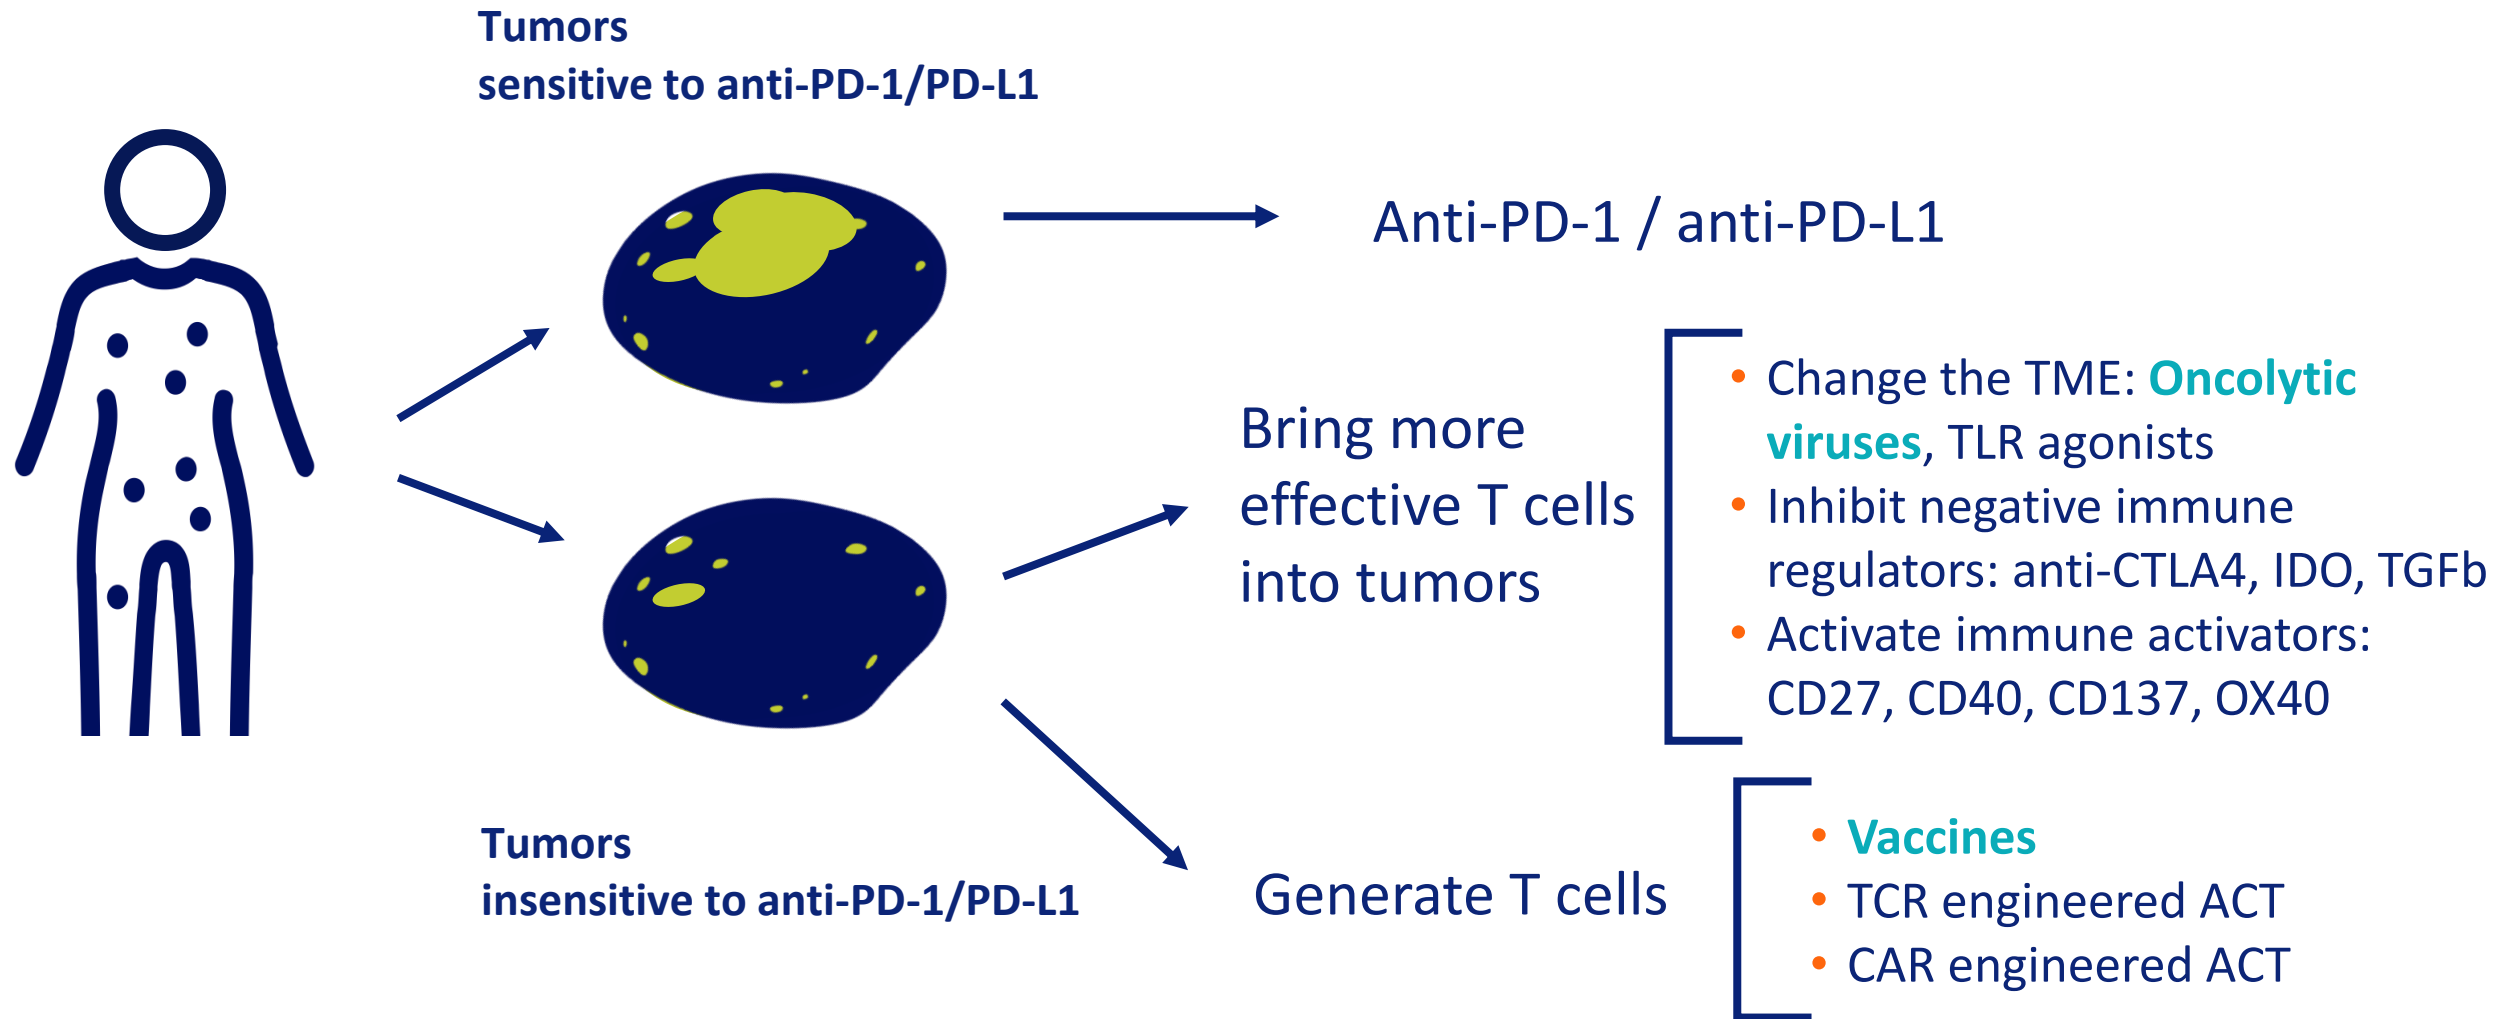 Tumors
sensitive to anti-PD-1/PD-L1
Anti-PD-1 / anti-PD-L1
Bring more
effective T cells
into tumors
• Change the TME: Oncolytic
viruses, TLR agonists
• Inhibit negative immune
regulators: anti-CTLA4, IDO, TGFb
• Activate immune activators:
CD27, CD40, CD137, OX40
Tumors
insensitive to anti-PD-1/PD-L1
Generate T cells
• Vaccines
• TCR engineered ACT
• CAR engineered ACT